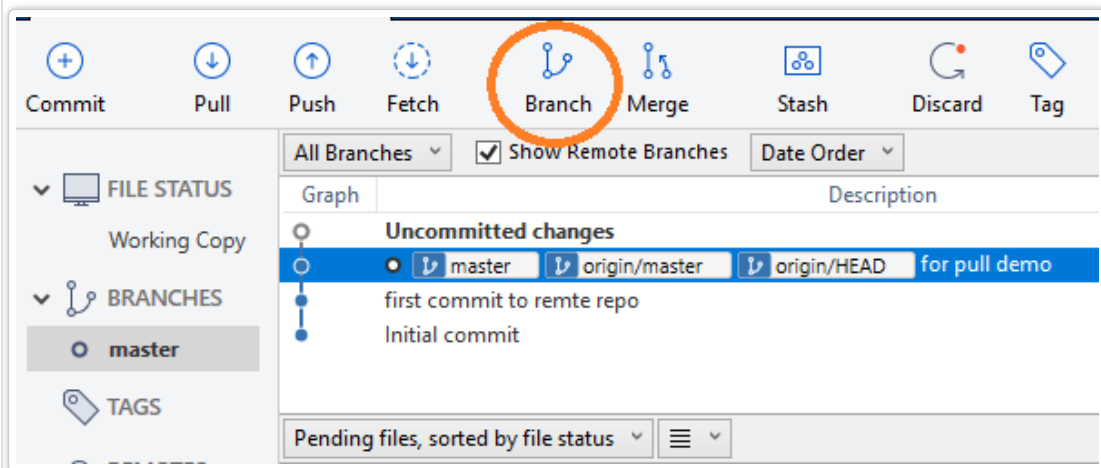 Commit Pull Push Fetch Branch Merge Stash Discard Tag
All Branches Show Remote Branches Date Order
FILE STATUS
Working Copy
BRANCHES
master
TAGS
Graph Description
Uncommitted changes
master origin/master origin/HEAD for pull demo
first commit to remte repo
Initial commit
Pending files, sorted by file status